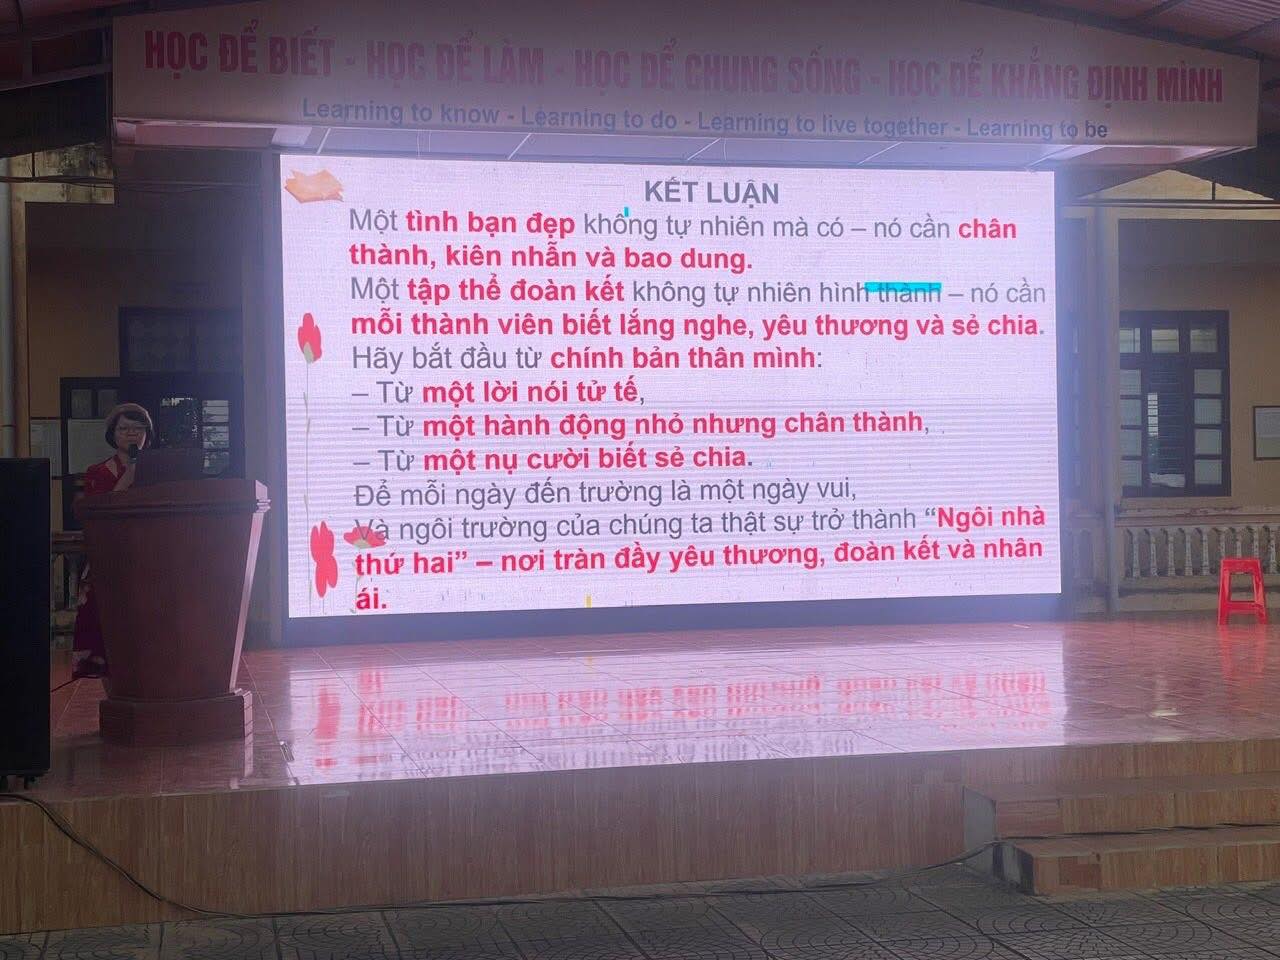 HỌC ĐỂ BIẾT - HỌC ĐỂ LÀM - HỌC ĐỂ CHUNG SỐNG - HỌC ĐỂ KHẲNG ĐỊNH MÌNH
Learning to know - Learning to do - Learning to live together - Learning to be
KẾT LUẬN
Một tình bạn đẹp không tự nhiên mà có – nó cần chân
thành, kiên nhẫn và bao dung.
Một tập thể đoàn kết không tự nhiên hình thành – nó cần
mỗi thành viên biết lắng nghe, yêu thương và sẻ chia.
Hãy bắt đầu từ chính bản thân mình:
– Từ một lời nói tử tế,
– Từ một hành động nhỏ nhưng chân thành,
– Từ một nụ cười biết sẻ chia.
Để mỗi ngày đến trường là một ngày vui,
Và ngôi trường của chúng ta thật sự trở thành “Ngôi nhà
thứ hai” – nơi tràn đầy yêu thương, đoàn kết và nhân
ái.